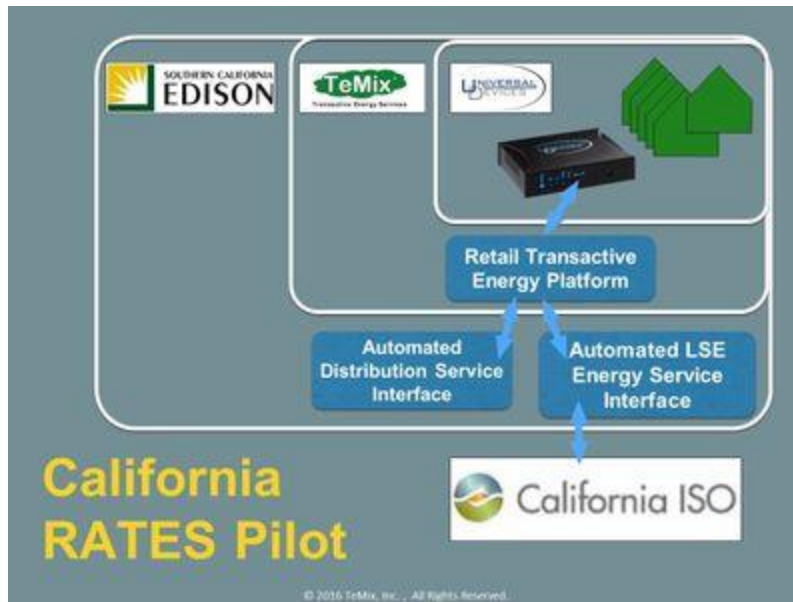 SOUTHERN CALIFORNIA
EDISON
TeMix
Transactive Energy Services
UNIVERSAL
DEVICES
Retail Transactive
Energy Platform
Automated
Distribution Service
Interface
Automated LSE
Energy Service
Interface
California
RATES Pilot
California ISO
© 2016 TeMix, Inc. , All Rights Reserved.